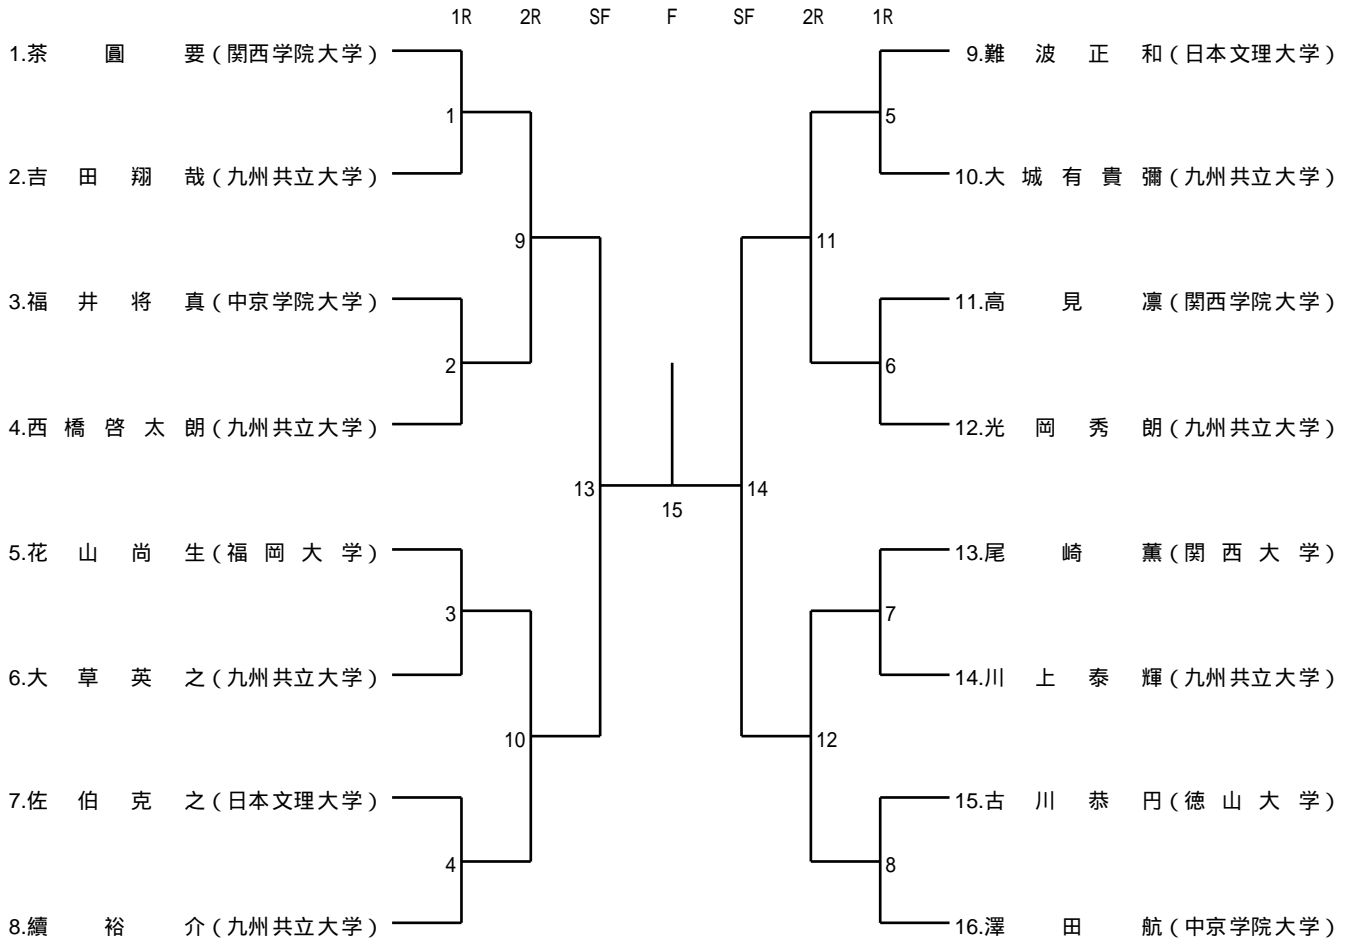 1R 2R SF F SF 2R 1R
1.茶圓要(関西学院大学) 9.難波正和(日本文理大学)
1 5
2.吉田翔哉(九州共立大学) 10.大城有貴彌(九州共立大学)
9 11
3.福井将真(中京学院大学) 11.高見凛(関西学院大学)
2 6
4.西橋啓太朗(九州共立大学) 12.光岡秀朗(九州共立大学)
13 14
15
5.花山尚生(福岡大学) 13.尾崎薫(関西大学)
3 7
6.大草英之(九州共立大学) 14.川上泰輝(九州共立大学)
10 12
7.佐伯克之(日本文理大学) 15.古川恭円(徳山大学)
4 8
8.續裕介(九州共立大学) 16.澤田航(中京学院大学)